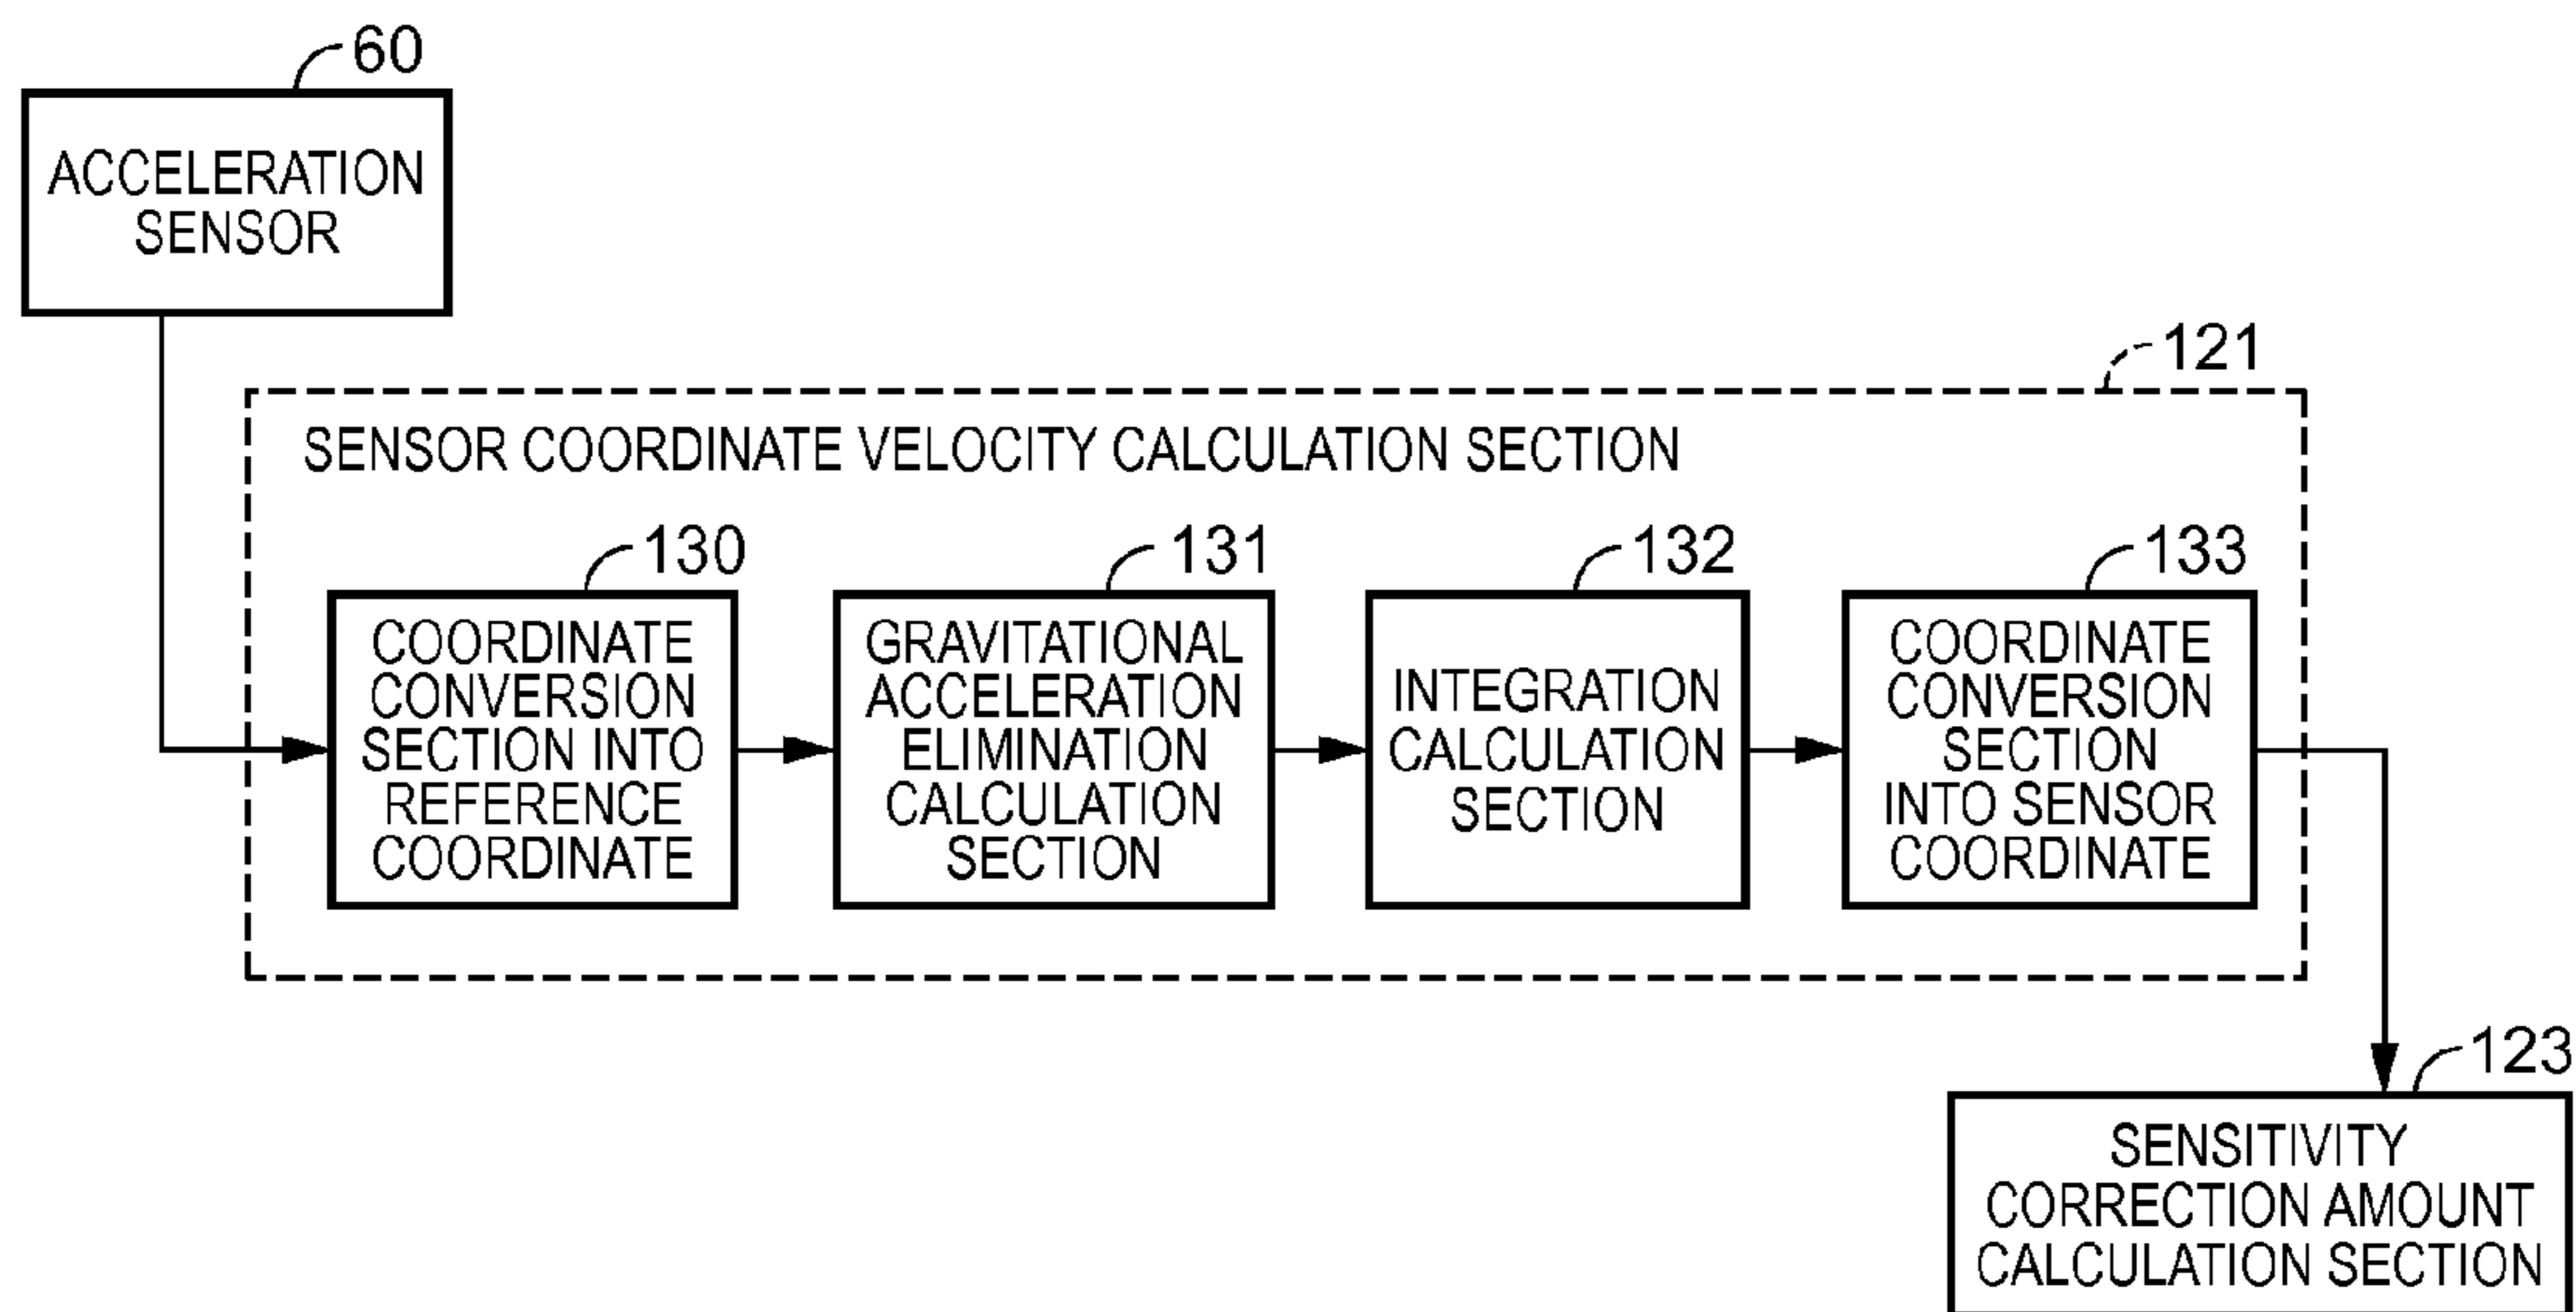 60
ACCELERATION
SENSOR
121
SENSOR COORDINATE VELOCITY CALCULATION SECTION
130
COORDINATE
CONVERSION
SECTION INTO
REFERENCE
COORDINATE
131
GRAVITATIONAL
ACCELERATION
ELIMINATION
CALCULATION
SECTION
132
INTEGRATION
CALCULATION
SECTION
133
COORDINATE
CONVERSION
SECTION
INTO SENSOR
COORDINATE
123
SENSITIVITY
CORRECTION AMOUNT
CALCULATION SECTION